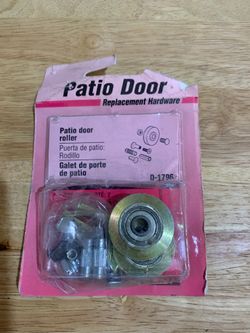 Patio Door
Replacement Hardware
Patio door
roller
Puerta de patio:
Rodillo
Galet de porte
de patio
D-1796